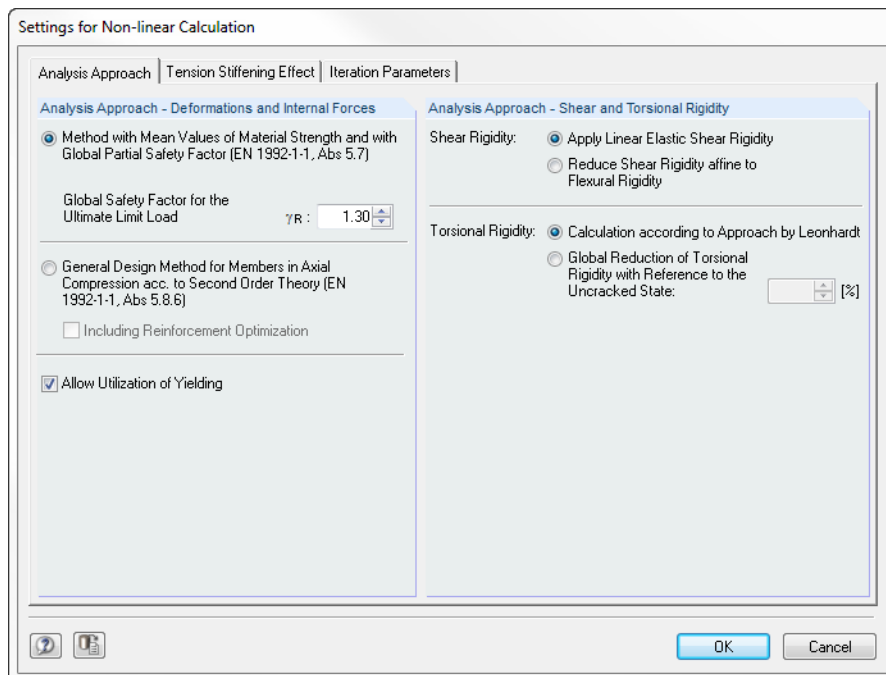 Settings for Non-linear Calculation
Analysis Approach
Tension Stiffening Effect
Iteration Parameters
Analysis Approach - Deformations and Internal Forces
Method with Mean Values of Material Strength and with
Global Partial Safety Factor (EN 1992-1-1, Abs 5.7)
Global Safety Factor for the
Ultimate Limit Load
γR :
1.30
General Design Method for Members in Axial
Compression acc. to Second Order Theory (EN
1992-1-1, Abs 5.8.6)
Including Reinforcement Optimization
Allow Utilization of Yielding
Analysis Approach - Shear and Torsional Rigidity
Shear Rigidity:
Apply Linear Elastic Shear Rigidity
Reduce Shear Rigidity affine to
Flexural Rigidity
Torsional Rigidity:
Calculation according to Approach by Leonhardt
Global Reduction of Torsional
Rigidity with Reference to the
Uncracked State:
[%]
OK
Cancel